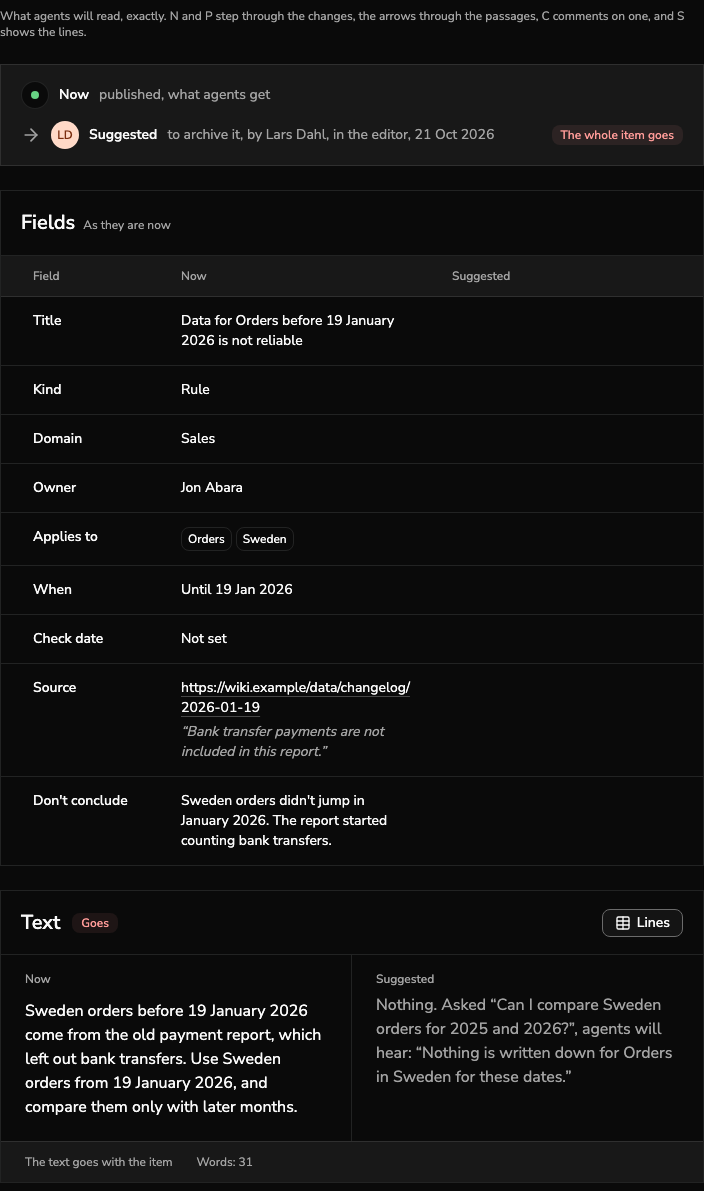 What agents will read, exactly. N and P step through the changes, the arrows through the passages, C comments on one, and S
shows the lines.
Now published, what agents get
LD Suggested to archive it, by Lars Dahl, in the editor, 21 Oct 2026 The whole item goes
Fields As they are now
Field Now Suggested
Title Data for Orders before 19 January
2026 is not reliable
Kind Rule
Domain Sales
Owner Jon Abara
Applies to Orders Sweden
When Until 19 Jan 2026
Check date Not set
Source https://wiki.example/data/changelog/
2026-01-19
“Bank transfer payments are not
included in this report.”
Don't conclude Sweden orders didn't jump in
January 2026. The report started
counting bank transfers.
Text Goes Lines
Now
Sweden orders before 19 January 2026
come from the old payment report, which
left out bank transfers. Use Sweden
orders from 19 January 2026, and
compare them only with later months.
Suggested
Nothing. Asked “Can I compare Sweden
orders for 2025 and 2026?”, agents will
hear: “Nothing is written down for Orders
in Sweden for these dates.”
The text goes with the item Words: 31